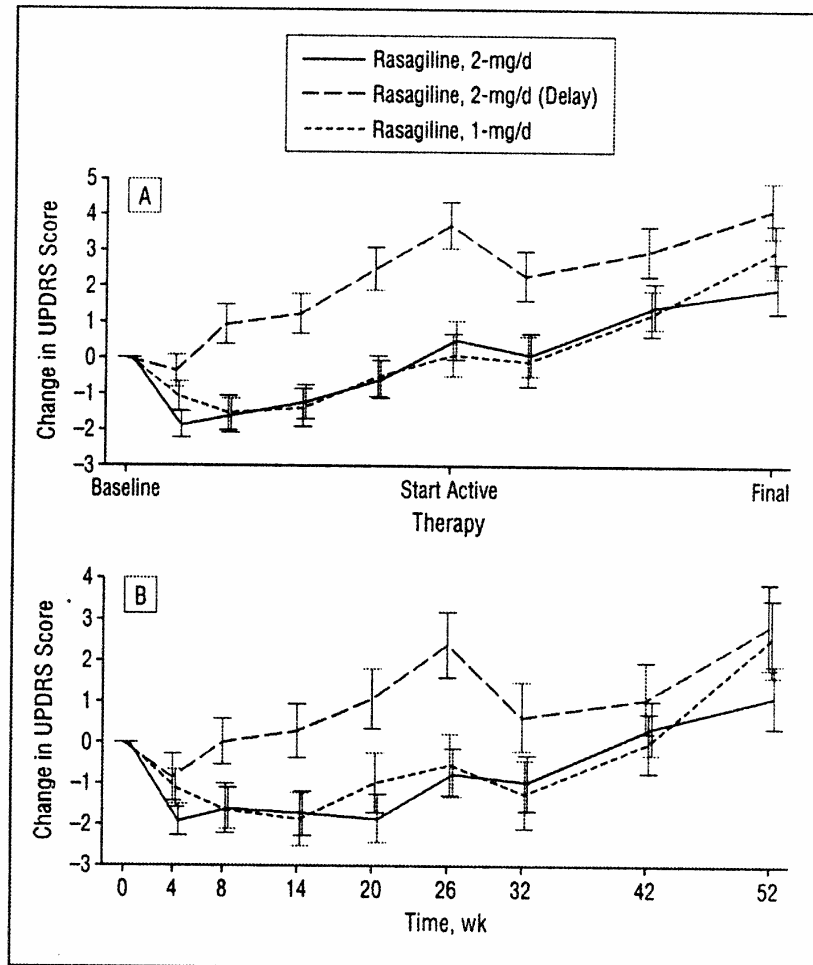 Rasagiline, 2-mg/d
Rasagiline, 2-mg/d (Delay)
Rasagiline, 1-mg/d
A
Change in UPDRS Score
5
4
3
2
1
0
−1
−2
−3
Baseline
Start Active
Therapy
Final
B
Change in UPDRS Score
4
3
2
1
0
−1
−2
−3
0 4 8 14 20 26 32 42 52
Time, wk